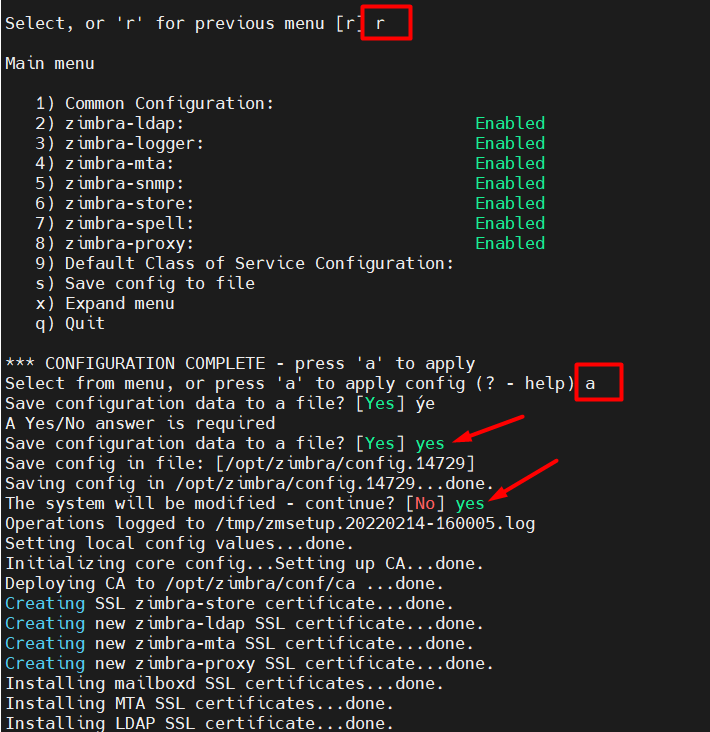 Select, or 'r' for previous menu [r] r
Main menu
1) Common Configuration:
2) zimbra-ldap: Enabled
3) zimbra-logger: Enabled
4) zimbra-mta: Enabled
5) zimbra-snmp: Enabled
6) zimbra-store: Enabled
7) zimbra-spell: Enabled
8) zimbra-proxy: Enabled
9) Default Class of Service Configuration:
s) Save config to file
x) Expand menu
q) Quit
*** CONFIGURATION COMPLETE - press 'a' to apply
Select from menu, or press 'a' to apply config (? - help) a
Save configuration data to a file? [Yes] ýe
A Yes/No answer is required
Save configuration data to a file? [Yes] yes
Save config in file: [/opt/zimbra/config.14729]
Saving config in /opt/zimbra/config.14729...done.
The system will be modified - continue? [No] yes
Operations logged to /tmp/zmsetup.20220214-160005.log
Setting local config values...done.
Initializing core config...Setting up CA...done.
Deploying CA to /opt/zimbra/conf/ca ...done.
Creating SSL zimbra-store certificate...done.
Creating new zimbra-ldap SSL certificate...done.
Creating new zimbra-mta SSL certificate...done.
Creating new zimbra-proxy SSL certificate...done.
Installing mailboxd SSL certificates...done.
Installing MTA SSL certificates...done.
Installing LDAP SSL certificate...done.